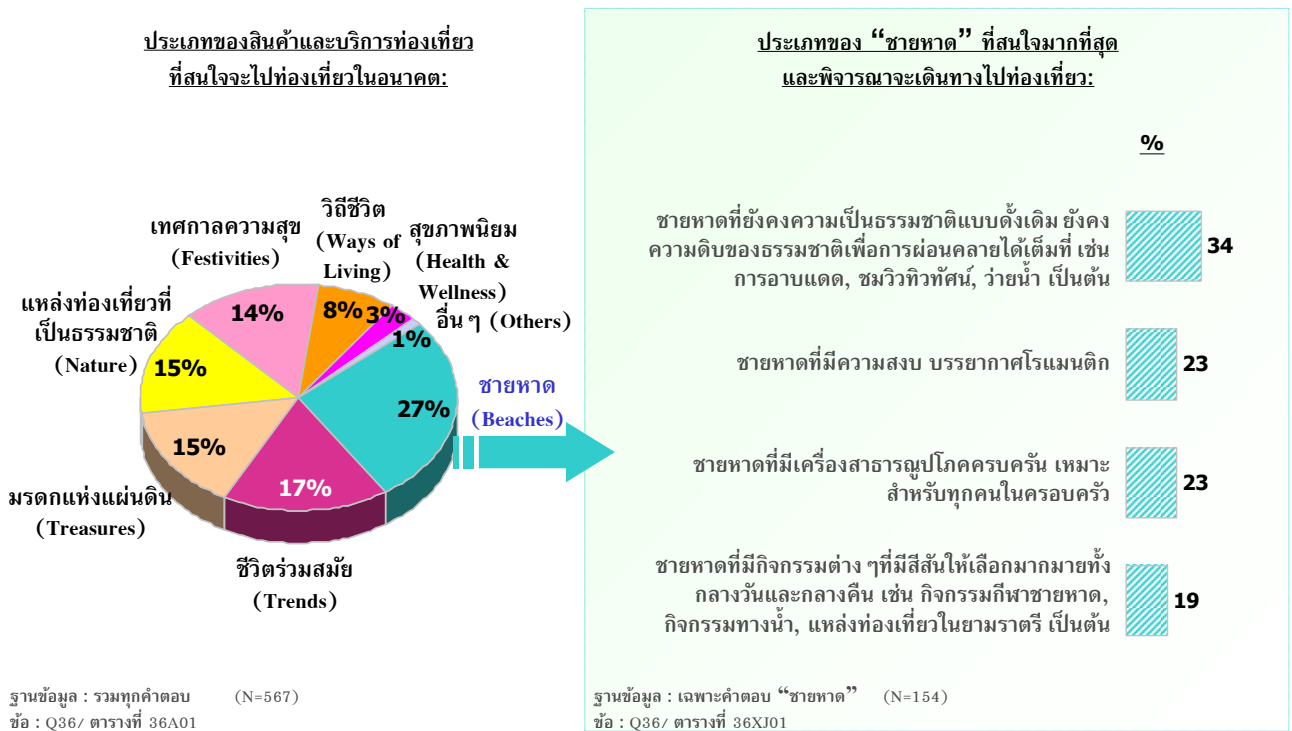 ประเภทของสินค้าและบริการท่องเที่ยว
ที่สนใจจะไปท่องเที่ยวในอนาคต:
วิถีชีวิต
(Ways of
Living)
เทศกาลความสุข
(Festivities)
สุขภาพนิยม
(Health &
Wellness)
อื่น ๆ (Others)
แหล่งท่องเที่ยวที่
เป็นธรรมชาติ
(Nature)
14%
8%
3%
1%
15%
27%
15%
17%
ชายหาด
(Beaches)
มรดกแห่งแผ่นดิน
(Treasures)
ชีวิตร่วมสมัย
(Trends)
ฐานข้อมูล : รวมทุกคำตอบ (N=567)
ข้อ : Q36/ ตารางที่ 36A01
ประเภทของ “ชายหาด” ที่สนใจมากที่สุด
และพิจารณาจะเดินทางไปท่องเที่ยว:
%
ชายหาดที่ยังคงความเป็นธรรมชาติแบบดั้งเดิม ยังคง
ความดิบของธรรมชาติเพื่อการผ่อนคลายได้เต็มที่ เช่น
การอาบแดด, ชมวิวทิวทัศน์, ว่ายน้ำ เป็นต้น
34
ชายหาดที่มีความสงบ บรรยากาศโรแมนติก
23
ชายหาดที่มีเครื่องสาธารณูปโภคครบครัน เหมาะ
สำหรับทุกคนในครอบครัว
23
ชายหาดที่มีกิจกรรมต่าง ๆที่มีสีสันให้เลือกมากมายทั้ง
กลางวันและกลางคืน เช่น กิจกรรมกีฬาชายหาด,
กิจกรรมทางน้ำ, แหล่งท่องเที่ยวในยามราตรี เป็นต้น
19
ฐานข้อมูล : เฉพาะคำตอบ “ชายหาด” (N=154)
ข้อ : Q36/ ตารางที่ 36XJ01